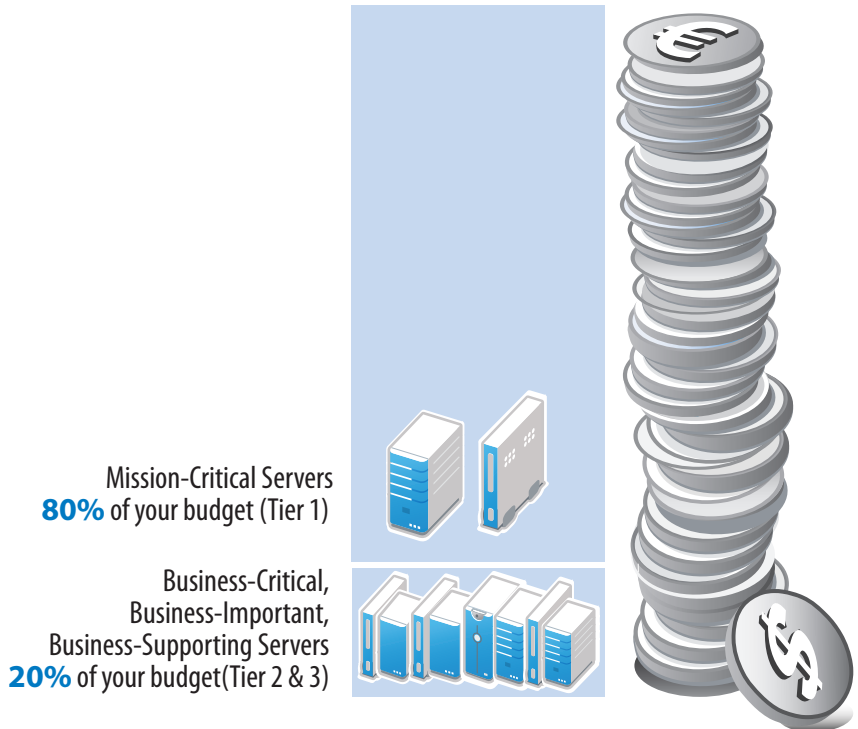 €
Mission-Critical Servers
80% of your budget (Tier 1)
Business-Critical,
Business-Important,
Business-Supporting Servers
20% of your budget(Tier 2 & 3)
$